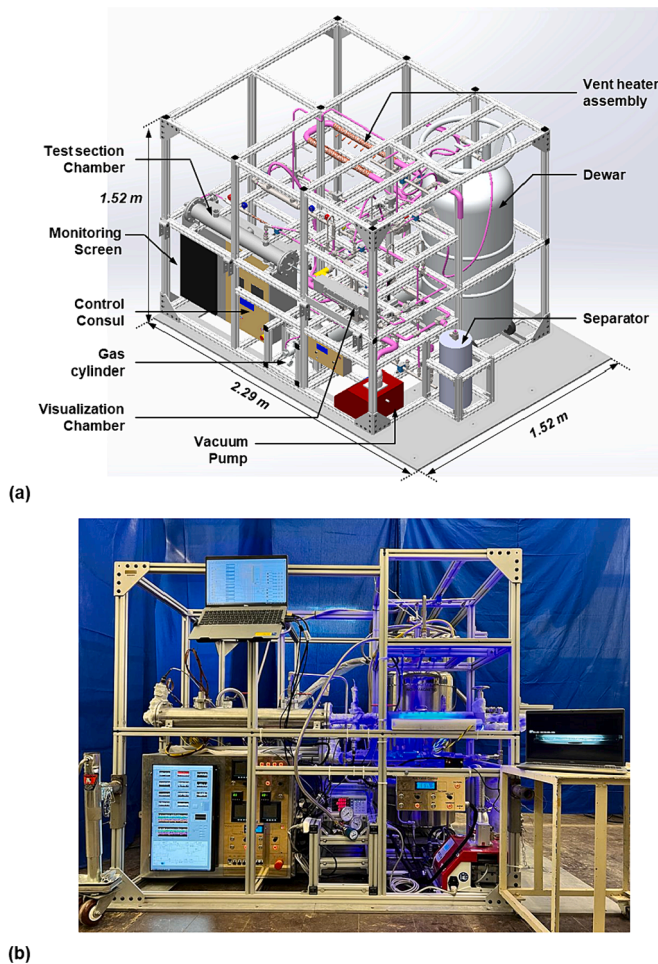 Vent heater
assembly
Test section
Chamber
Dewar
1.52 m
Monitoring
Screen
Control
Consul
Separator
Gas
cylinder
2.29 m
1.52 m
Visualization
Chamber
Vacuum
Pump
(a)
(b)